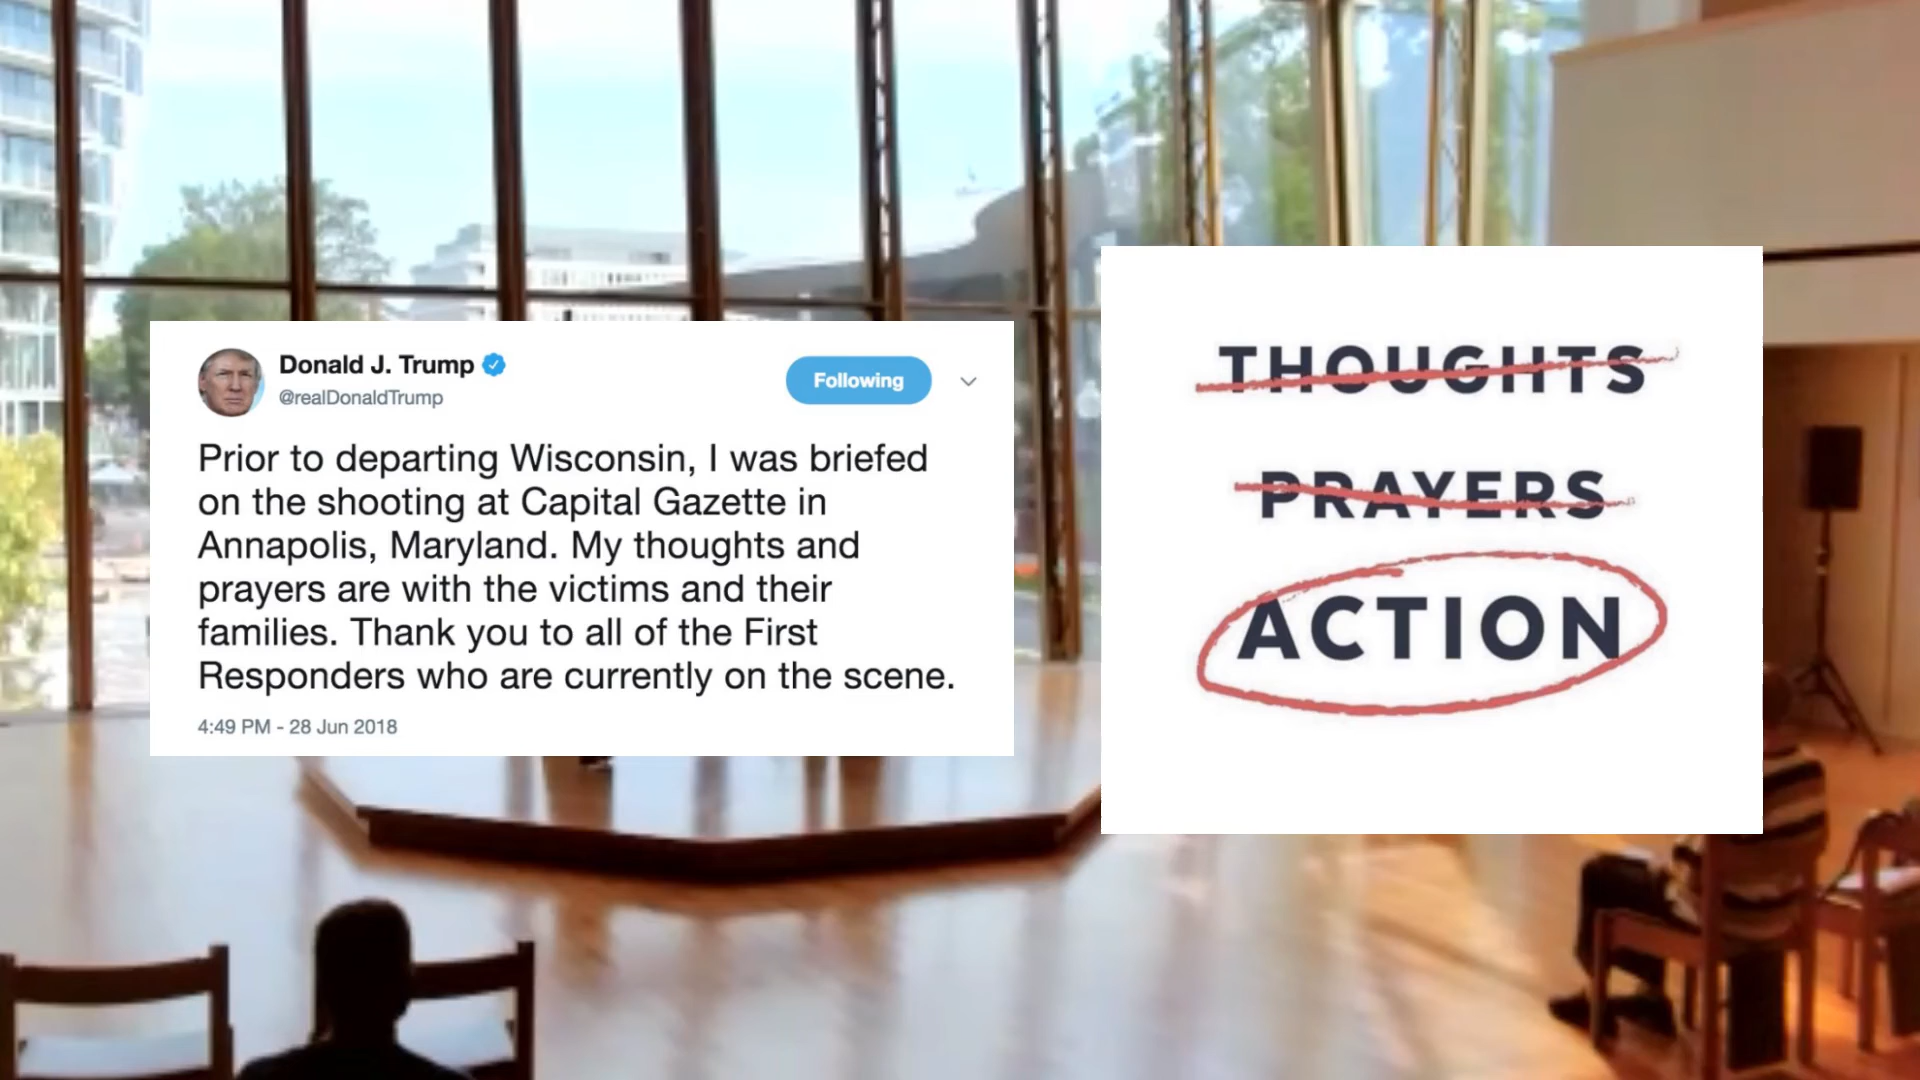 Donald J. Trump
@realDonaldTrump
Following
Prior to departing Wisconsin, I was briefed
on the shooting at Capital Gazette in
Annapolis, Maryland. My thoughts and
prayers are with the victims and their
families. Thank you to all of the First
Responders who are currently on the scene.
4:49 PM - 28 Jun 2018
THOUGHTS
PRAYERS
ACTION